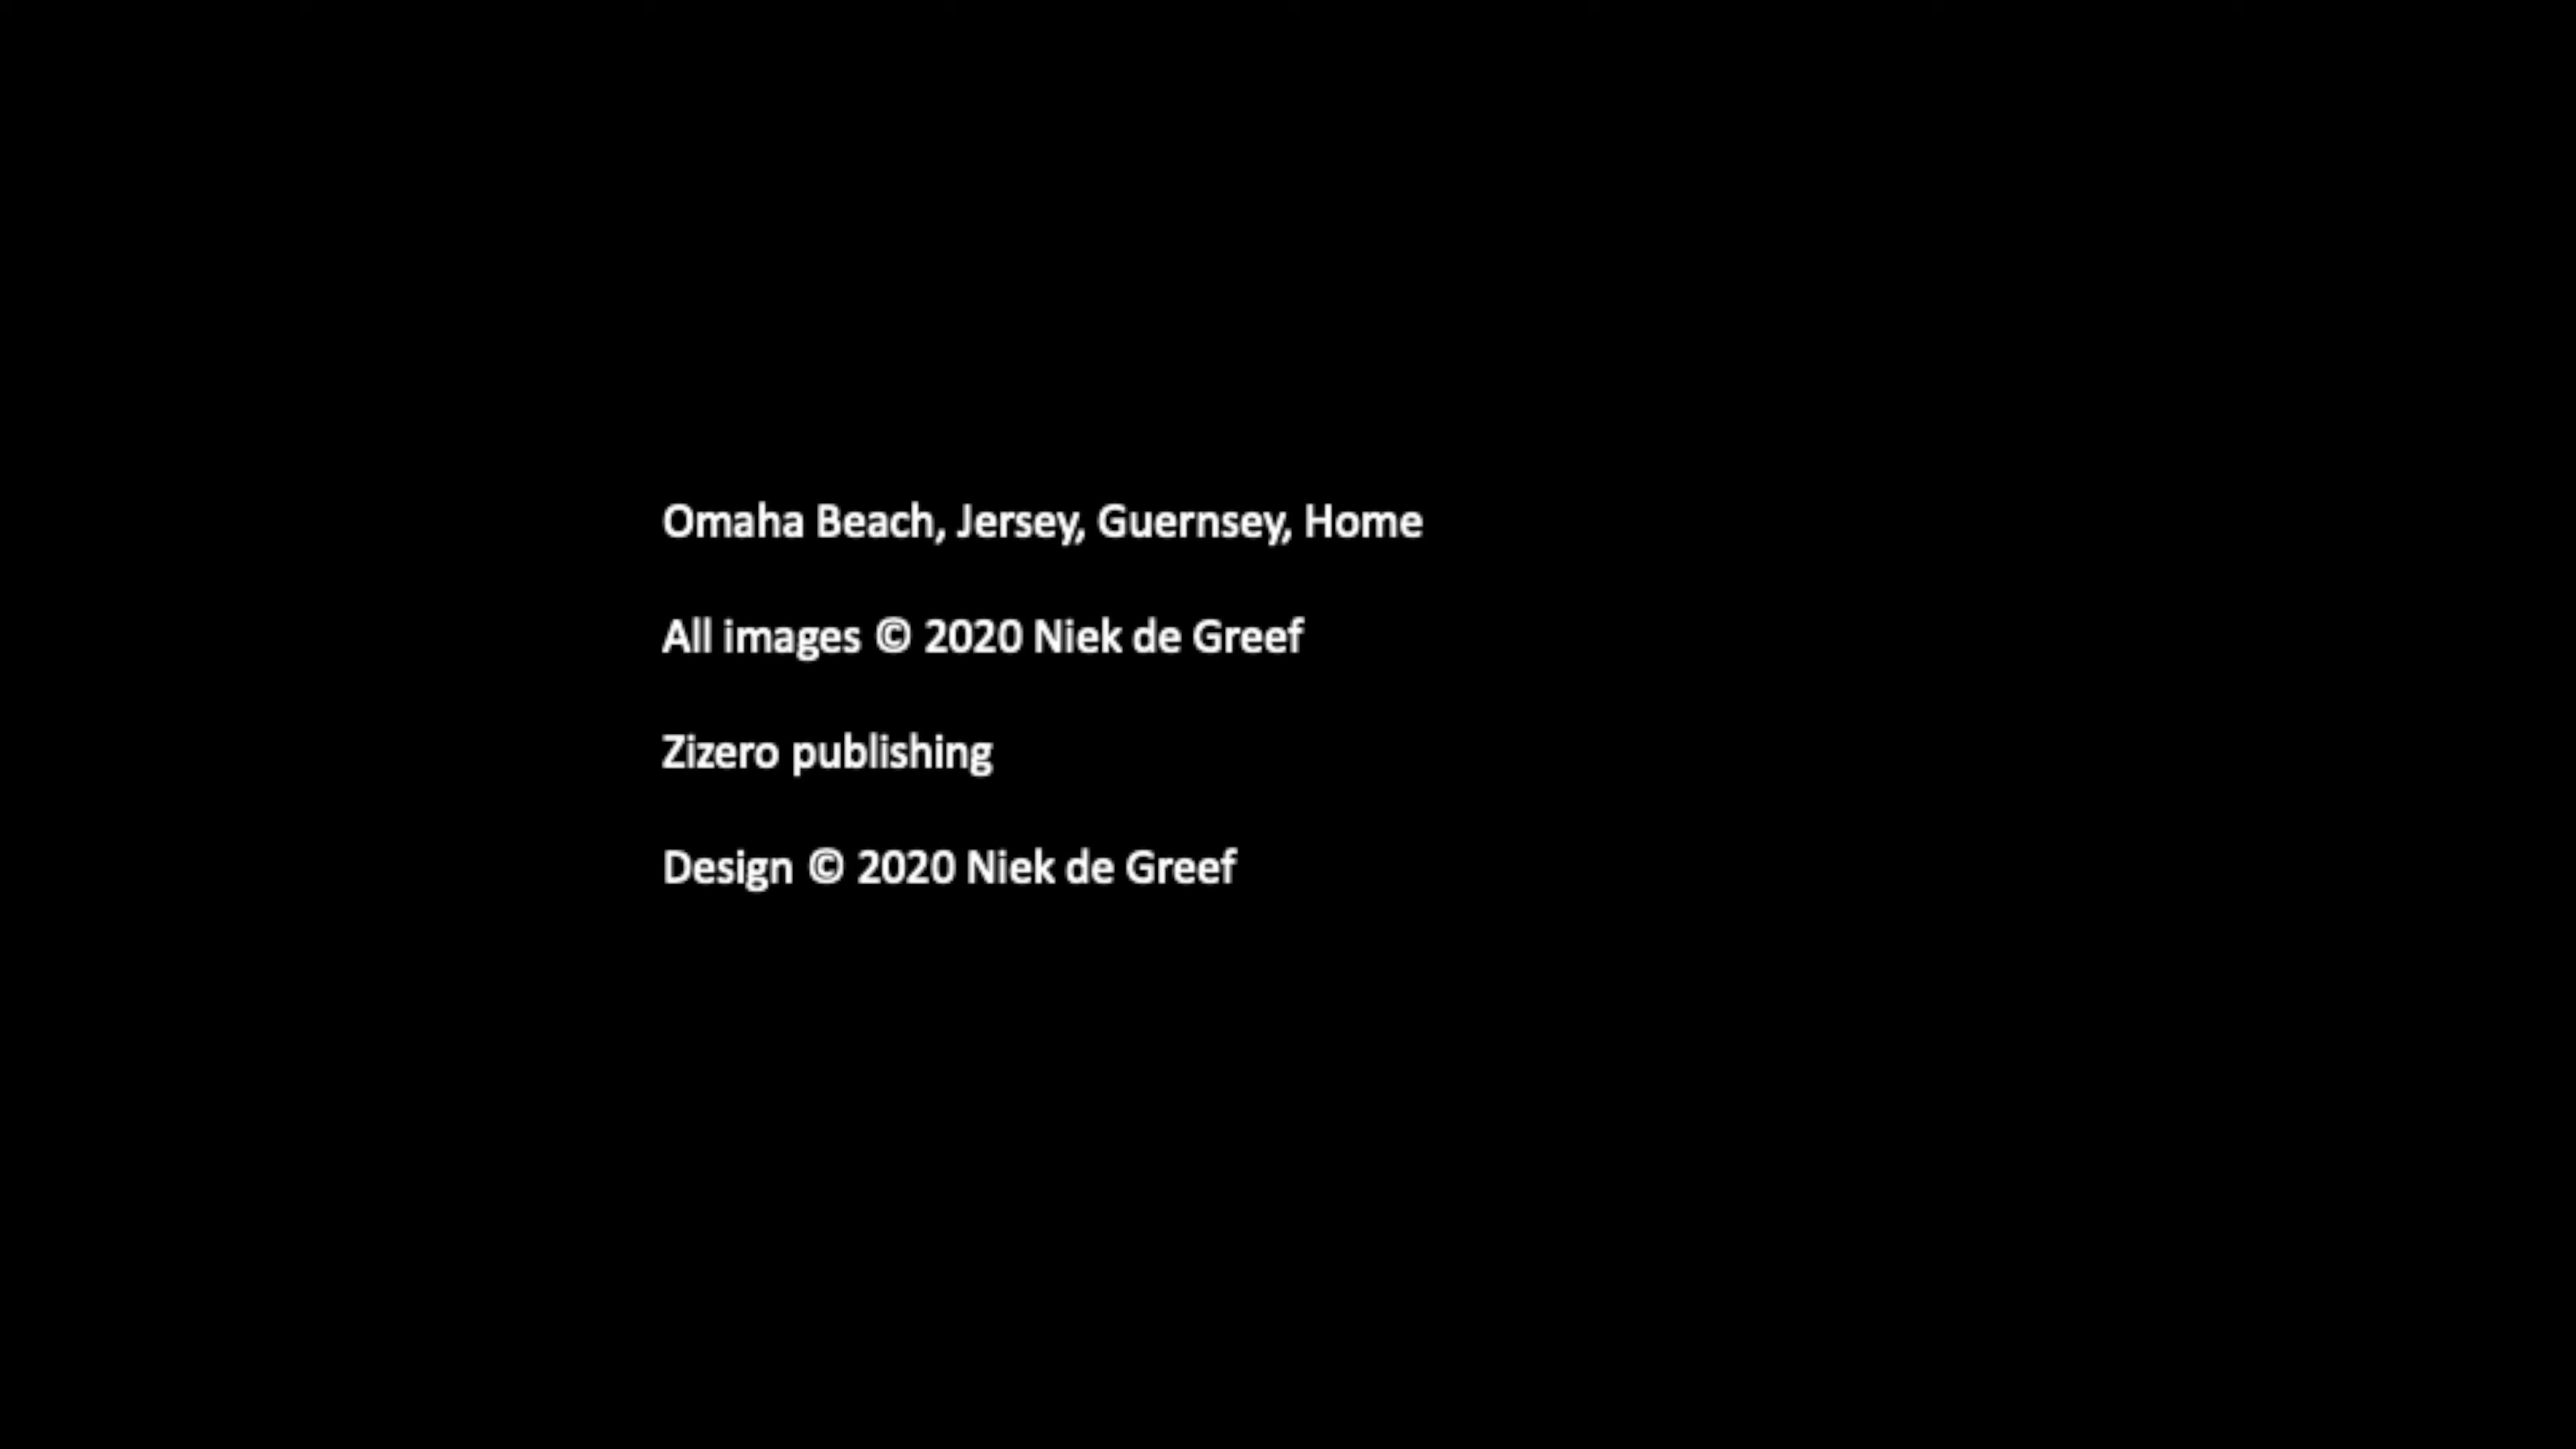 Omaha Beach, Jersey, Guernsey, Home
All images © 2020 Niek de Greef
Zizero publishing
Design © 2020 Niek de Greef